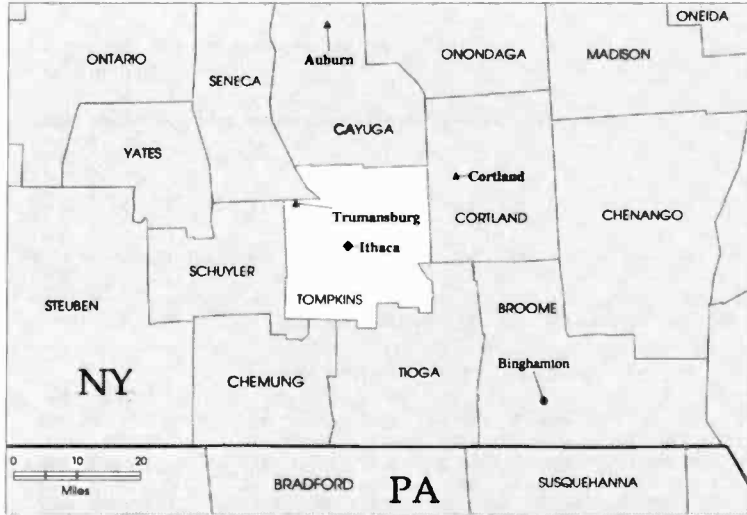 ONEIDA
ONTARIO
Auburn
ONONDAGA
MADISON
SENECA
CAYUGA
YATES
Cortland
Trumansburg
CORTLAND
CHENANGO
Ithaca
SCHUYLER
STEUBEN
TOMPKINS
BROOME
NY
CHEMUNG
TIOGA
Binghamton
0 10 20
Miles
BRADFORD
PA
SUSQUEHANNA